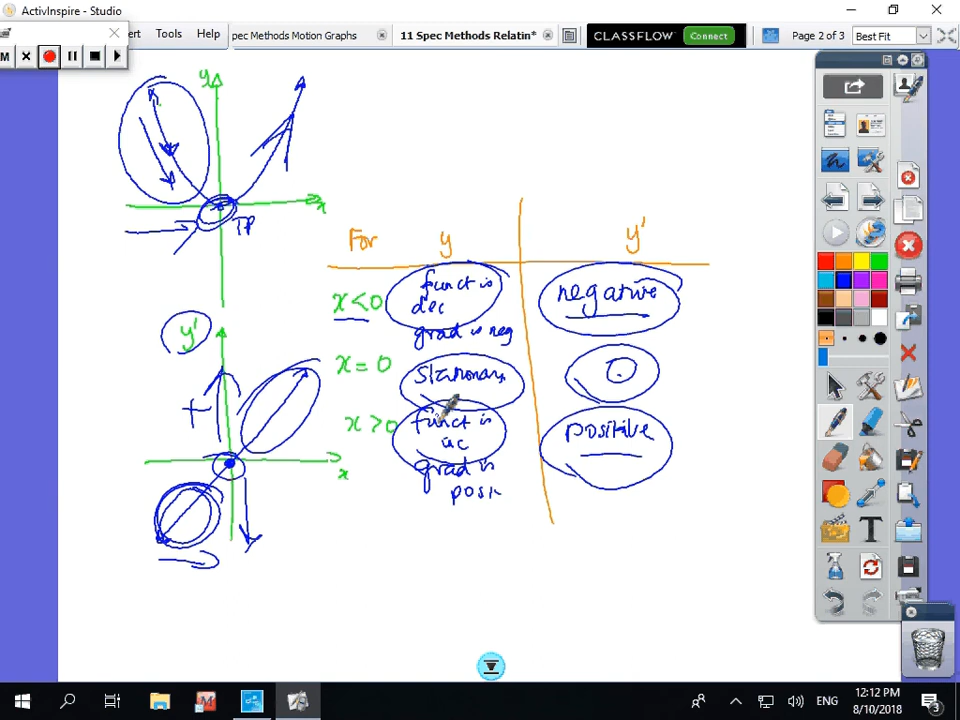 ActivInspire - Studio
ert Tools Help
pec Methods Motion Graphs
11 Spec Methods Relatin*
CLASSFLOW Connect
Page 2 of 3
Best Fit
M
y
x
TP
For y y'
x < 0
funct is
dec
grad is neg
negative
y'
x = 0
Stationary
0
+
x > 0
funct is
inc
grad is
posi
positive
x
T
ENG
12:12 PM
8/10/2018
3